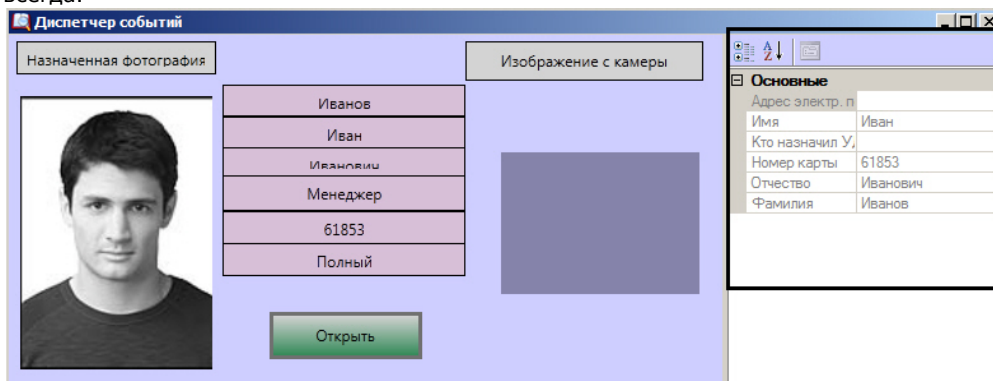 Диспетчер событий
Назначенная фотография
Изображение с камеры
Иванов
Иван
Иванович
Менеджер
61853
Полный
Открыть
Основные
Адрес электр. п
Имя Иван
Кто назначил У
Номер карты 61853
Отчество Иванович
Фамилия Иванов